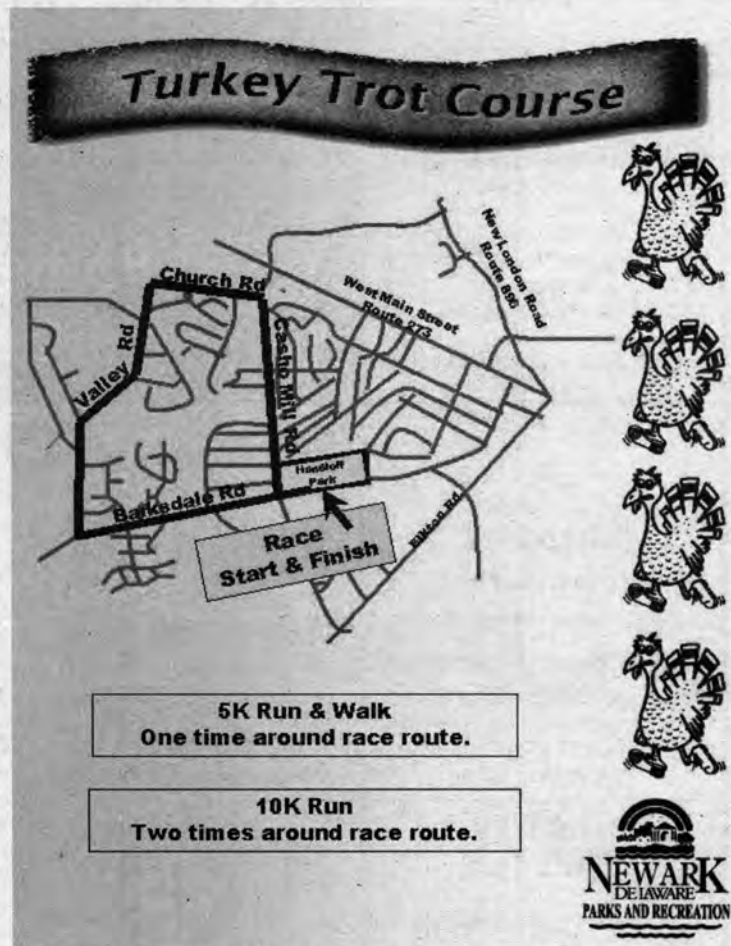 Turkey Trot Course
New London Road
Route 896
West Main Street
Route 273
Church Rd
Valley Rd
Casho Mill Rd
Handloff
Park
Barksdale Rd
Elkton Rd
Race
Start & Finish
5K Run & Walk
One time around race route.
10K Run
Two times around race route.
NEWARK
DELAWARE
PARKS AND RECREATION